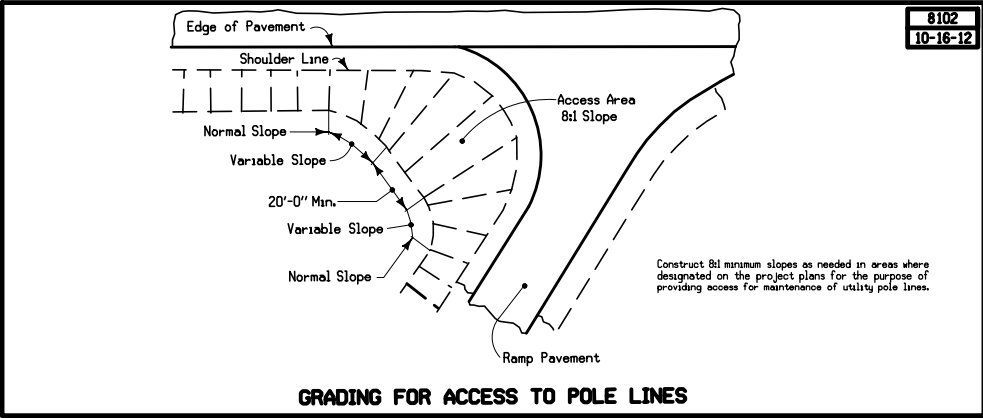 8102
10-16-12
Edge of Pavement
Shoulder Line
Access Area
8:1 Slope
Normal Slope
Variable Slope
20'-0" Min.
Variable Slope
Normal Slope
Construct 8:1 minimum slopes as needed in areas where
designated on the project plans for the purpose of
providing access for maintenance of utility pole lines.
Ramp Pavement
GRADING FOR ACCESS TO POLE LINES